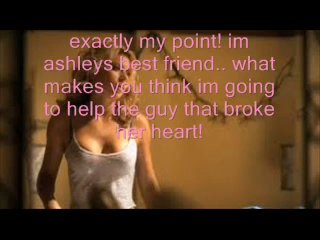 exactly my point! im
ashleys best friend.. what
makes you think im going
to help the guy that broke
her heart!